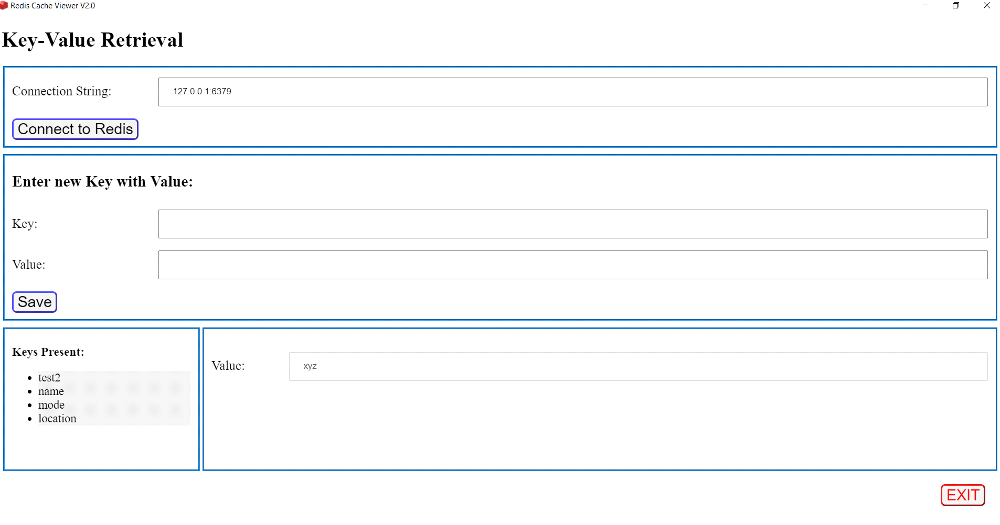 Redis Cache Viewer V2.0
Key-Value Retrieval
Connection String: 127.0.0.1:6379
Connect to Redis
Enter new Key with Value:
Key:
Value:
Save
Keys Present:
test2
name
mode
location
Value: xyz
EXIT